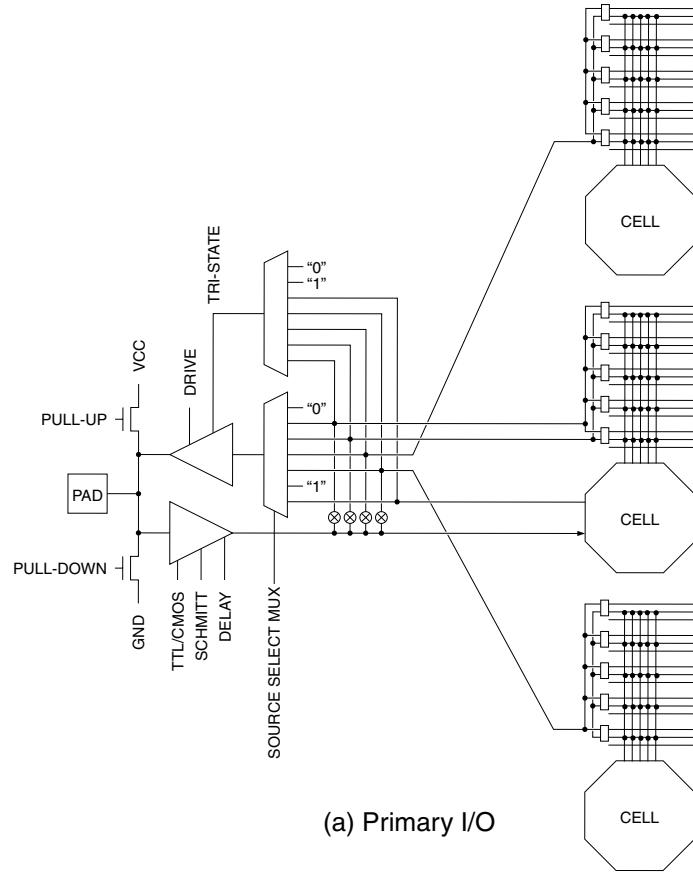 CELL
TRI-STATE
“0”
“1”
VCC
DRIVE
PULL-UP
“0”
PAD
“1”
CELL
PULL-DOWN
GND
TTL/CMOS
SCHMITT
DELAY
SOURCE SELECT MUX
CELL
(a) Primary I/O